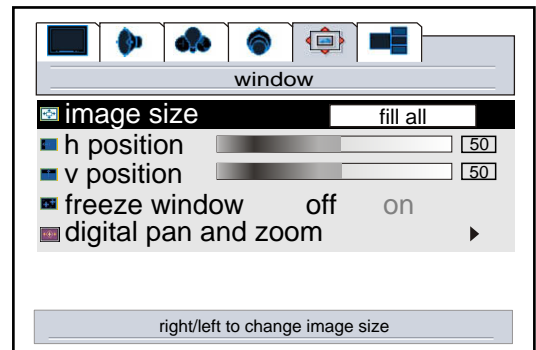 window
image size fill all
h position 50
v position 50
freeze window off on
digital pan and zoom
right/left to change image size